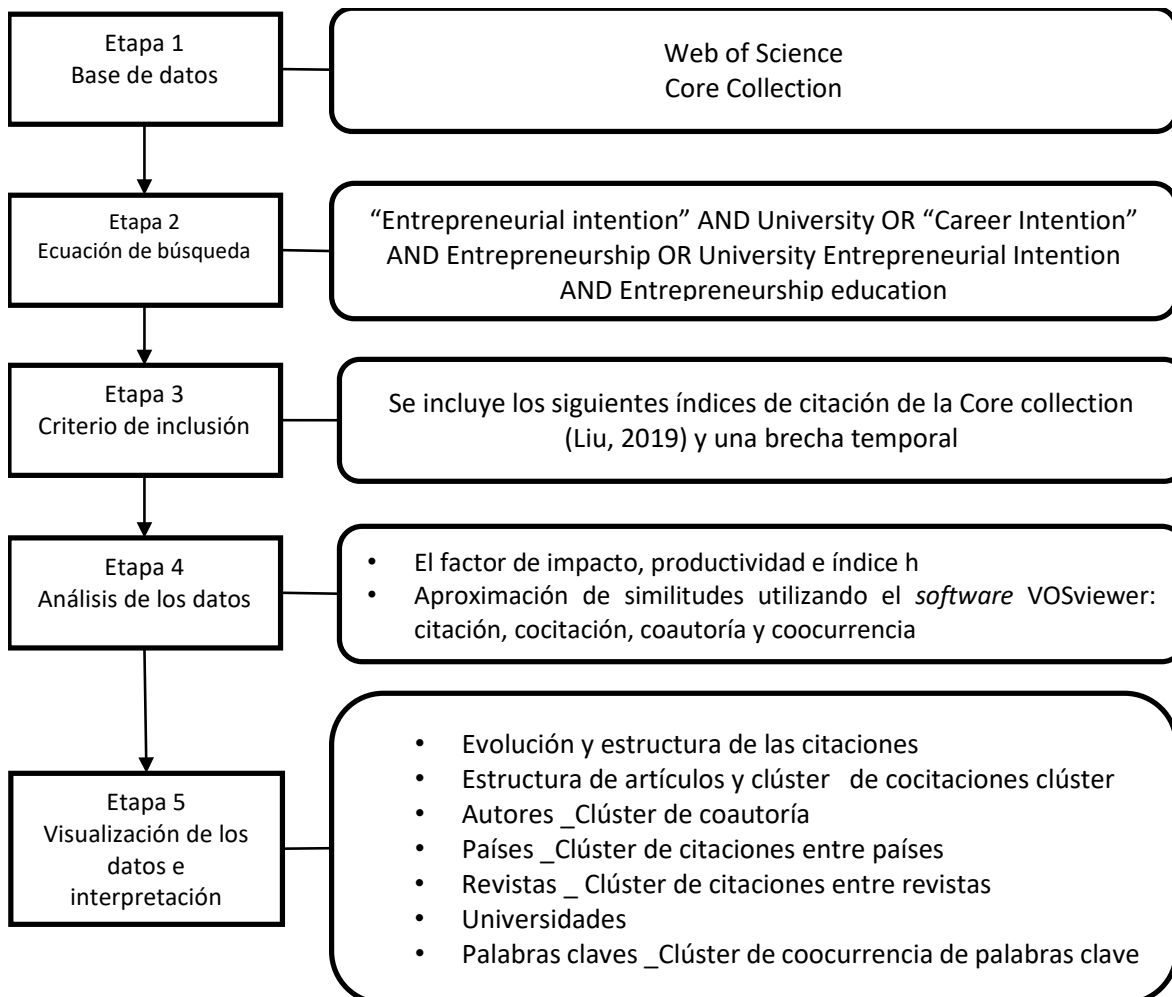 Etapa 1
Base de datos
Web of Science
Core Collection
Etapa 2
Ecuación de búsqueda
“Entrepreneurial intention” AND University OR “Career Intention”
AND Entrepreneurship OR University Entrepreneurial Intention
AND Entrepreneurship education
Etapa 3
Criterio de inclusión
Se incluye los siguientes índices de citación de la Core collection
(Liu, 2019) y una brecha temporal
Etapa 4
Análisis de los datos
• El factor de impacto, productividad e índice h
• Aproximación de similitudes utilizando el software VOSviewer:
citación, cocitación, coautoría y coocurrencia
Etapa 5
Visualización de los
datos e
interpretación
• Evolución y estructura de las citaciones
• Estructura de artículos y clúster de cocitaciones clúster
• Autores _Clúster de coautoría
• Países _Clúster de citaciones entre países
• Revistas _ Clúster de citaciones entre revistas
• Universidades
• Palabras claves _Clúster de coocurrencia de palabras clave